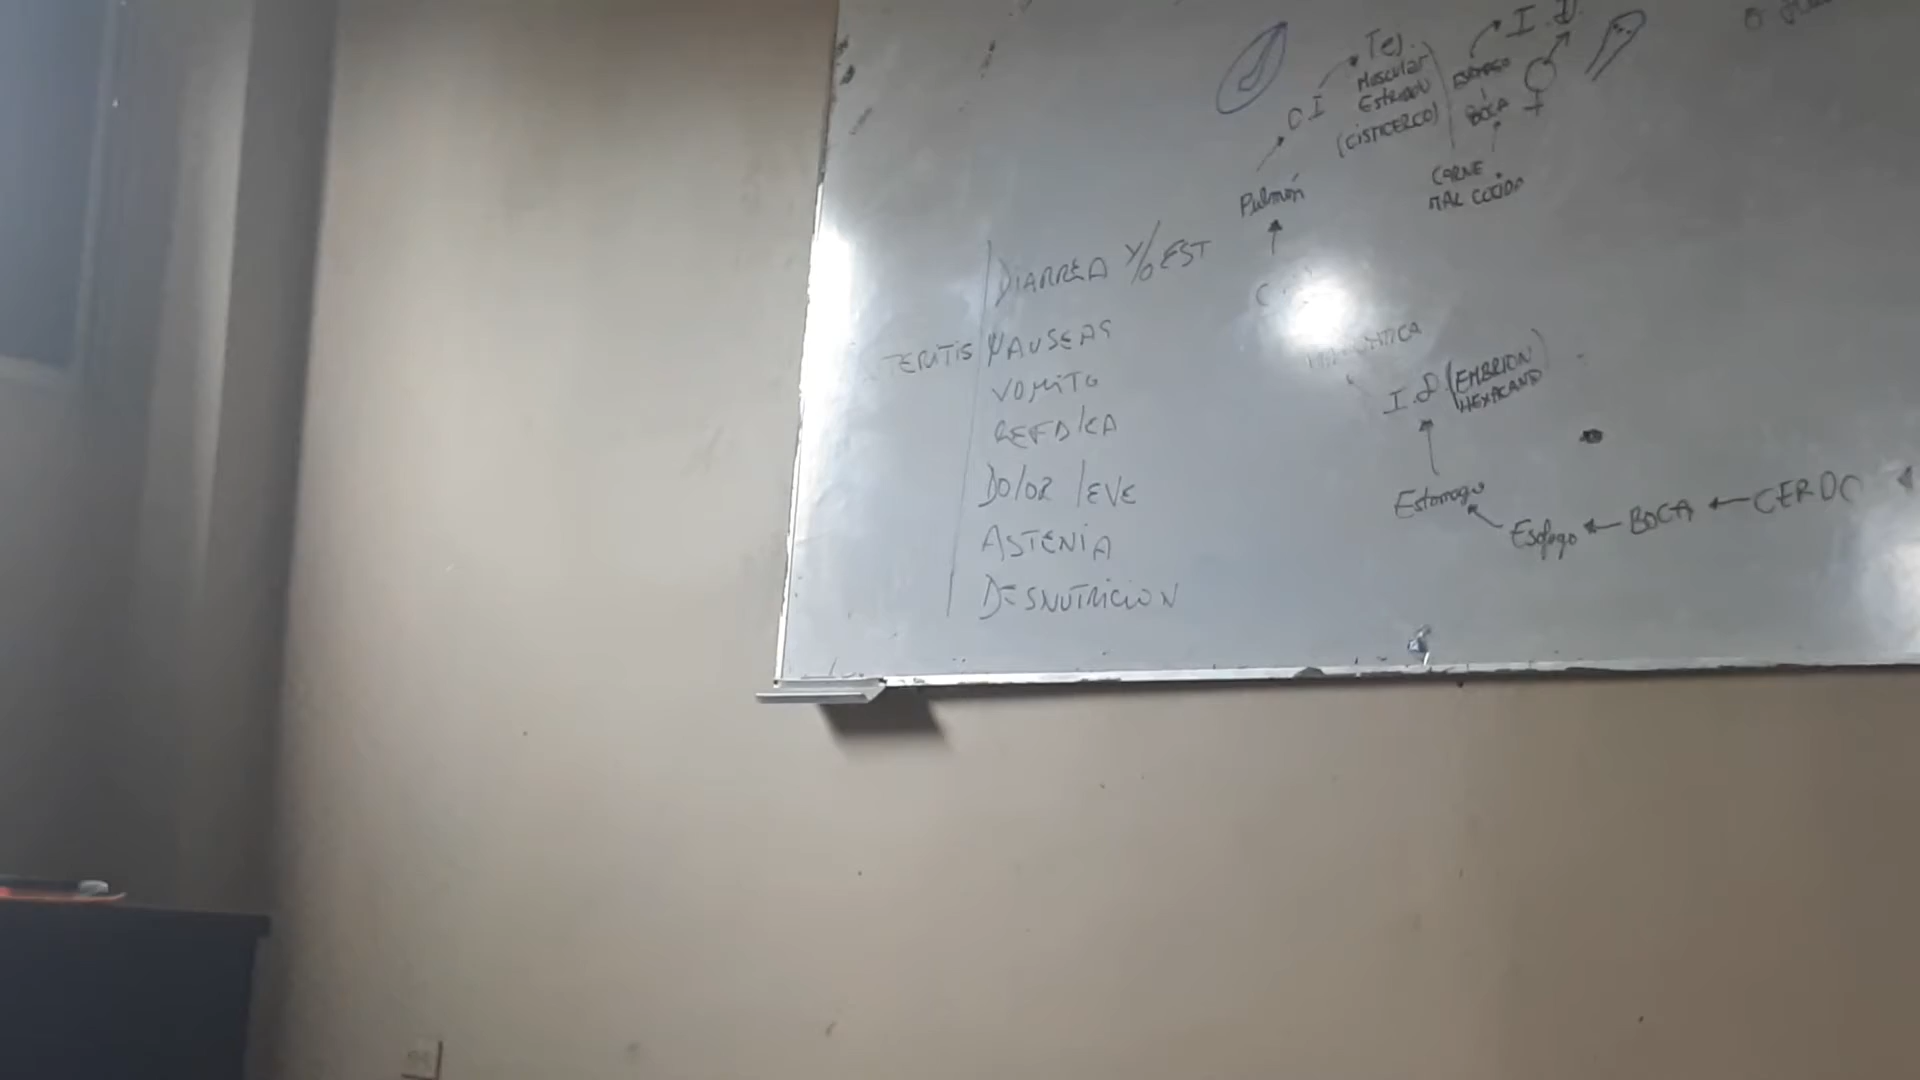 Tej.
Muscular
Estriado
(CISTICERCO)
I.D
BOCA
CARNE
MAL COCIDA
Pulmón
DIARREA Y/O EST
NAUSEAS
VOMITO
DOLOR LEVE
ASTENIA
DESNUTRICION
I.D (EMBRION
HEXACANO)
Estomago
Esofago ← BOCA ← CERDO